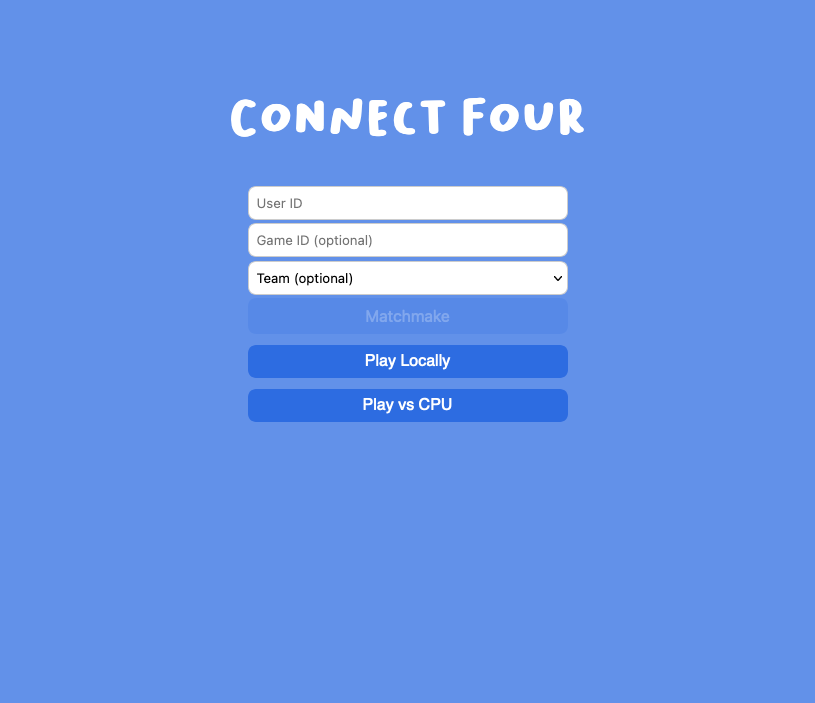 Connect Four
User ID
Game ID (optional)
Team (optional)
Matchmake
Play Locally
Play vs CPU